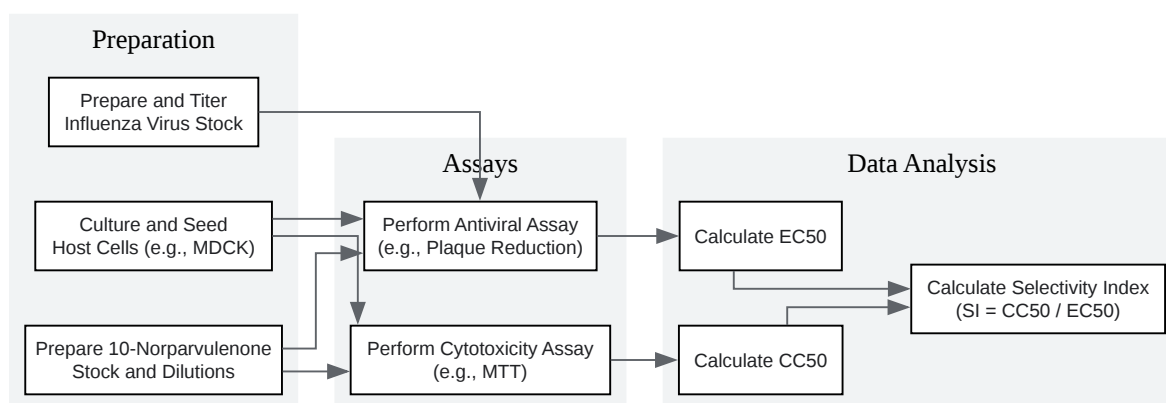 Preparation
Prepare and Titer
Influenza Virus Stock
Culture and Seed
Host Cells (e.g., MDCK)
Prepare 10-Norparvulenone
Stock and Dilutions
Assays
Perform Antiviral Assay
(e.g., Plaque Reduction)
Perform Cytotoxicity Assay
(e.g., MTT)
Data Analysis
Calculate EC50
Calculate CC50
Calculate Selectivity Index
(SI = CC50 / EC50)